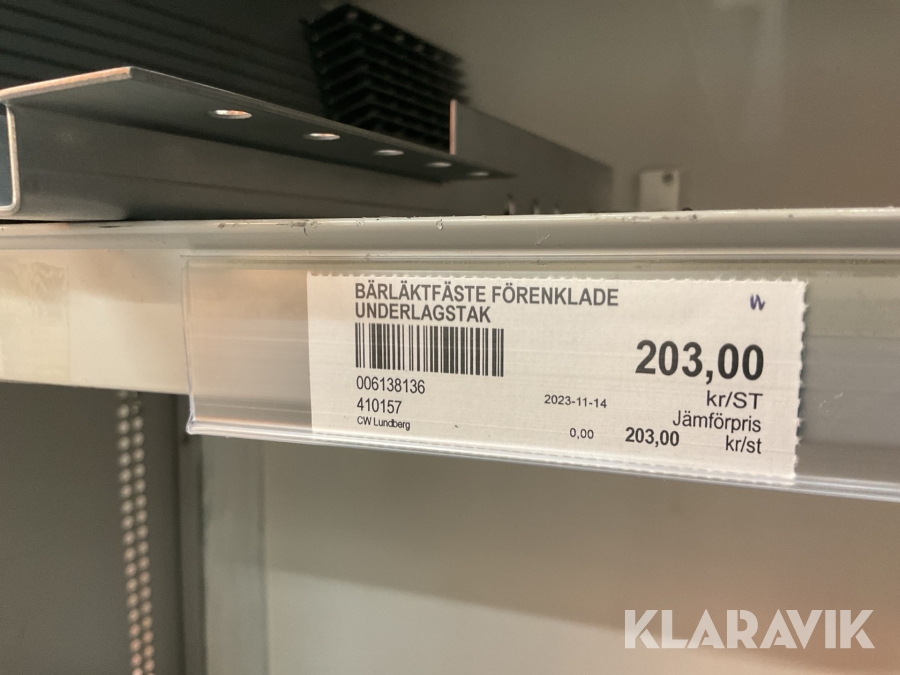 BÄRLÄKTFÄSTE FÖRENKLADE
UNDERLAGSTAK
203,00
kr/ST
006138136
410157
CW Lundberg
2023-11-14
Jämförpris
0,00 203,00 kr/st
KLARAVIK